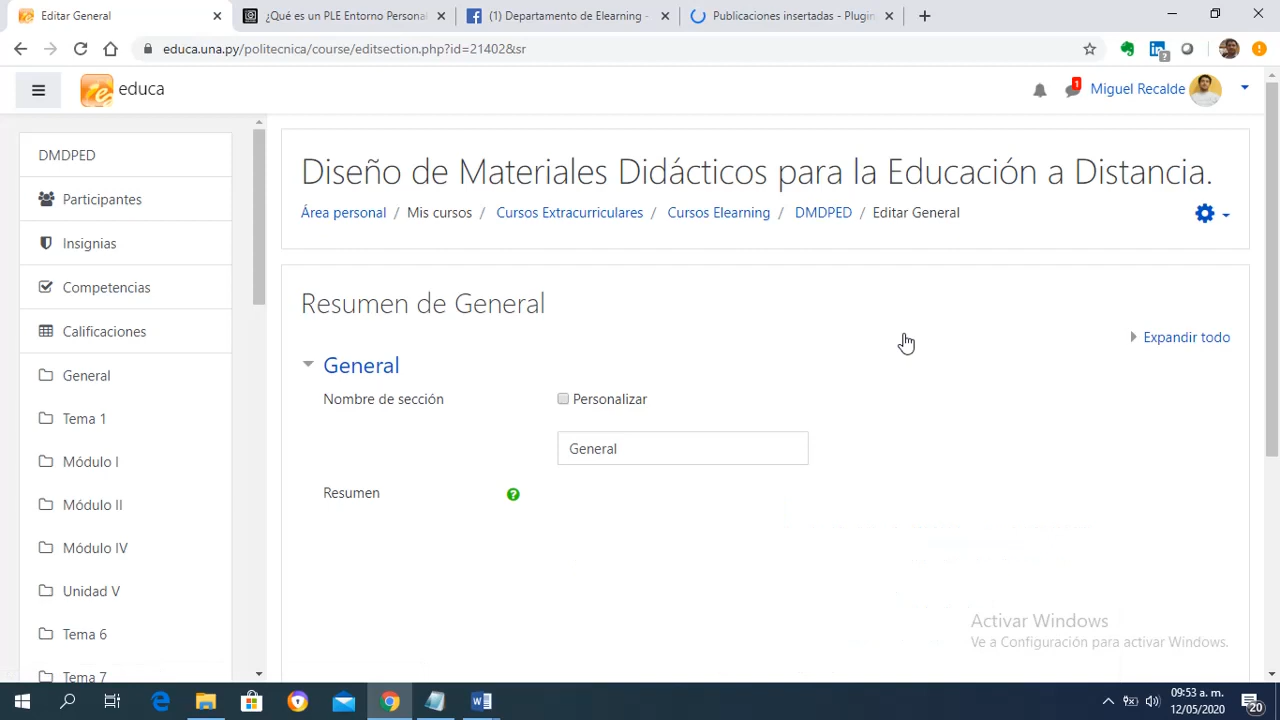 Editar General
¿Qué es un PLE Entorno Personal
(1) Departamento de Elearning -
Publicaciones insertadas - Plugin
educa.una.py/politecnica/course/editsection.php?id=21402&sr
educa
1
Miguel Recalde
DMDPED
Participantes
Insignias
Competencias
Calificaciones
General
Tema 1
Módulo I
Módulo II
Módulo IV
Unidad V
Tema 6
Tema 7
Diseño de Materiales Didácticos para la Educación a Distancia.
Área personal / Mis cursos / Cursos Extracurriculares / Cursos Elearning / DMDPED / Editar General
Resumen de General
Expandir todo
General
Nombre de sección
Personalizar
General
Resumen
Activar Windows
Ve a Configuración para activar Windows.
09:53 a. m.
12/05/2020
20